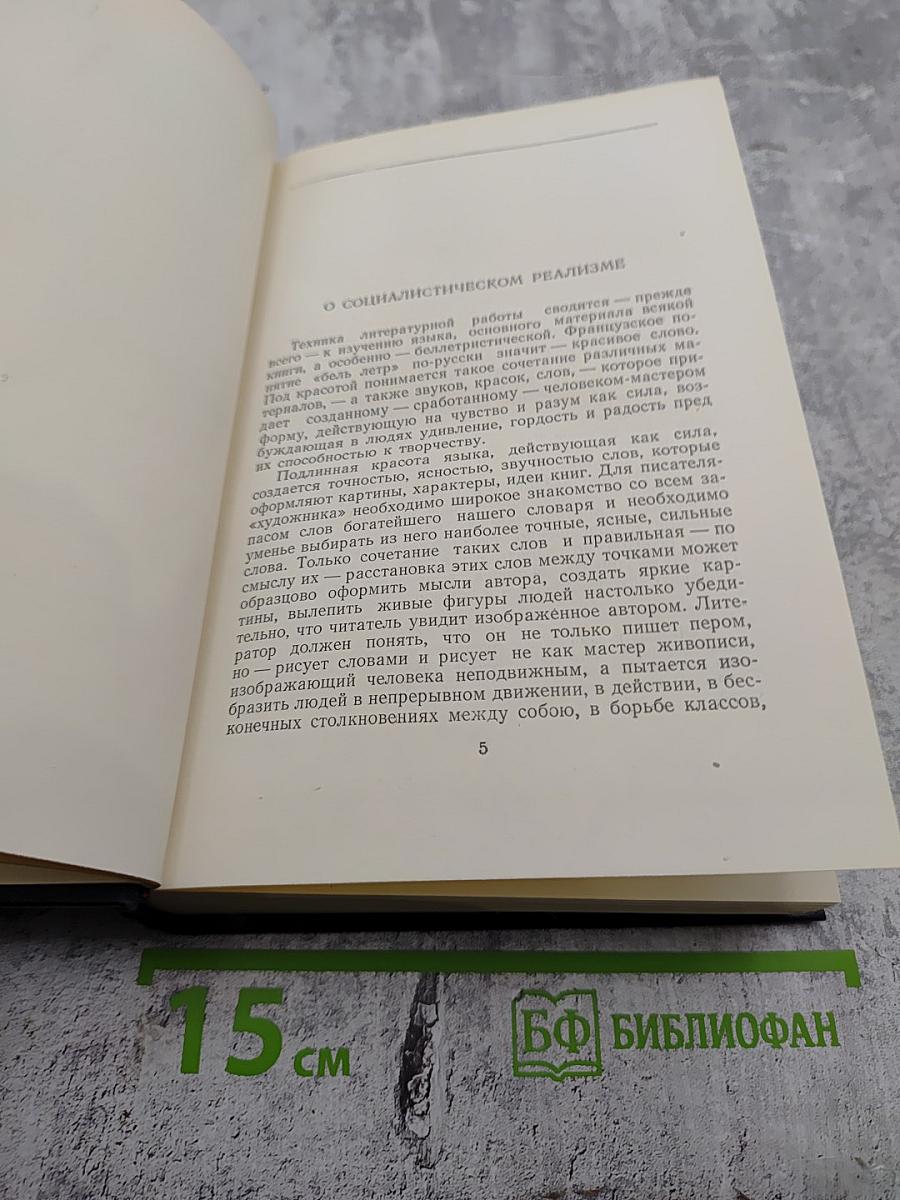 О СОЦИАЛИСТИЧЕСКОМ РЕАЛИЗМЕ
Техника литературной работы сводится — прежде
всего — к изучению языка, основного материала всякой
книги, а особенно — беллетристической. Французское по-
нятие «бель летр» по-русски значит — красивое слово.
Под красотой понимается такое сочетание различных ма-
териалов, — а также звуков, красок, слов, — которое при-
дает созданному — сработанному — человеком-мастером
форму, действующую на чувство и разум как сила, воз-
буждающая в людях удивление, гордость и радость пред
их способностью к творчеству.
Подлинная красота языка, действующая как сила,
создается точностью, ясностью, звучностью слов, которые
оформляют картины, характеры, идеи книг. Для писателя-
«художника» необходимо широкое знакомство со всем за-
пасом слов богатейшего нашего словаря и необходимо
уменье выбирать из него наиболее точные, ясные, сильные
слова. Только сочетание таких слов и правильная — по
смыслу их — расстановка этих слов между точками может
образцово оформить мысли автора, создать яркие кар-
тины, вылепить живые фигуры людей настолько убеди-
тельно, что читатель увидит изображенное автором. Лите-
ратор должен понять, что он не только пишет пером,
но — рисует словами и рисует не как мастер живописи,
изображающий человека неподвижным, а пытается изо-
бразить людей в непрерывном движении, в действии, в бес-
конечных столкновениях между собою, в борьбе классов,
5
15 см
БФ БИБЛИОФАН